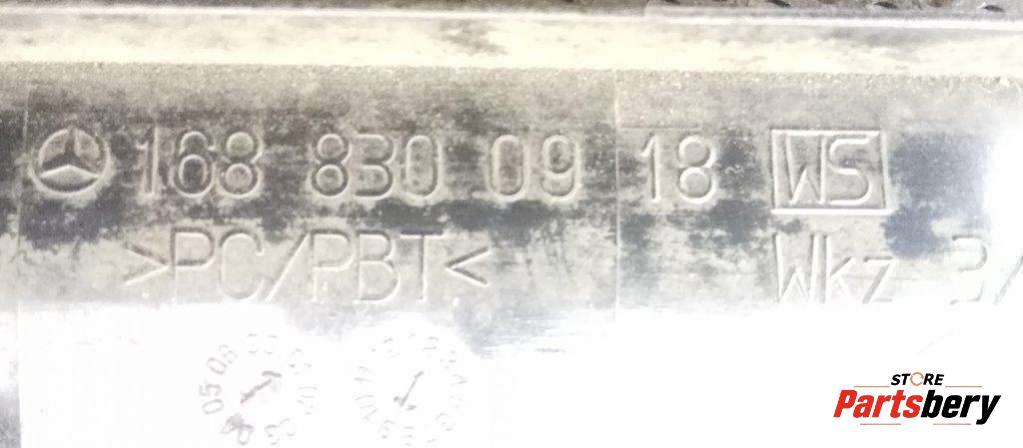 168 830 09 18 WS
>PC/PBT<
Wkz
STORE
Partsbery